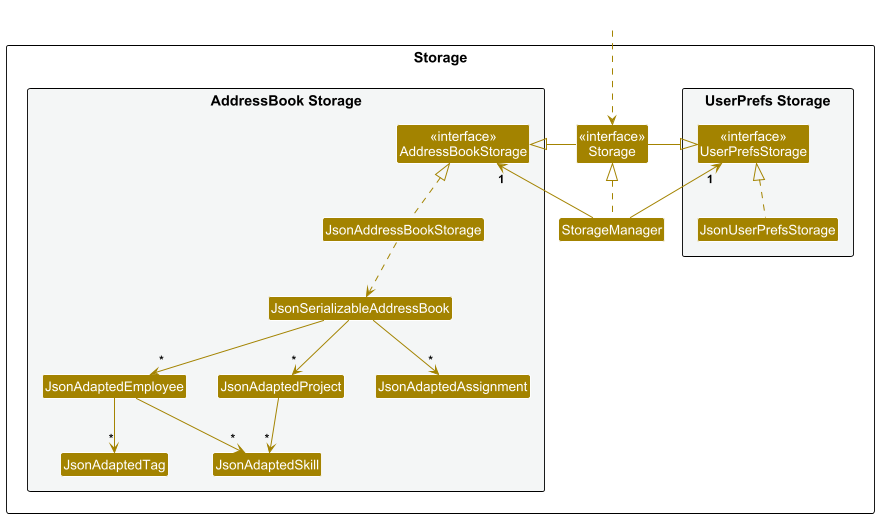 Storage
AddressBook Storage
UserPrefs Storage
«interface»
AddressBookStorage
«interface»
Storage
«interface»
UserPrefsStorage
1
1
JsonAddressBookStorage
StorageManager
JsonUserPrefsStorage
JsonSerializableAddressBook
*
*
*
JsonAdaptedEmployee
JsonAdaptedProject
JsonAdaptedAssignment
*
*
*
JsonAdaptedTag
JsonAdaptedSkill